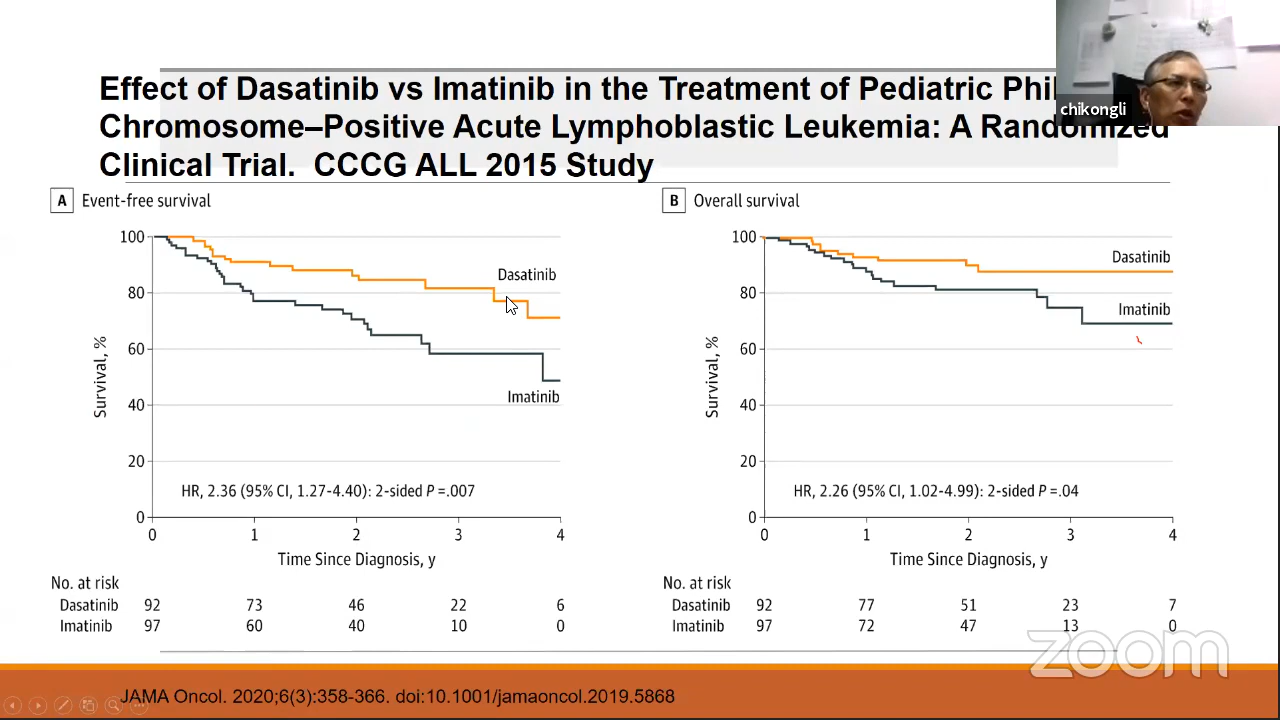 Effect of Dasatinib vs Imatinib in the Treatment of Pediatric
Chromosome–Positive Acute Lymphoblastic Leukemia: A Randomized
Clinical Trial. CCCG ALL 2015 Study
chikongli
A Event-free survival
100
80
60
40
20
0
Survival, %
Dasatinib
Imatinib
HR, 2.36 (95% CI, 1.27-4.40): 2-sided P =.007
0 1 2 3 4
Time Since Diagnosis, y
No. at risk
Dasatinib 92 73 46 22 6
Imatinib 97 60 40 10 0
B Overall survival
100
80
60
40
20
0
Survival, %
Dasatinib
Imatinib
HR, 2.26 (95% CI, 1.02-4.99): 2-sided P =.04
0 1 2 3 4
Time Since Diagnosis, y
No. at risk
Dasatinib 92 77 51 23 7
Imatinib 97 72 47 13 0
zoom
JAMA Oncol. 2020;6(3):358-366. doi:10.1001/jamaoncol.2019.5868